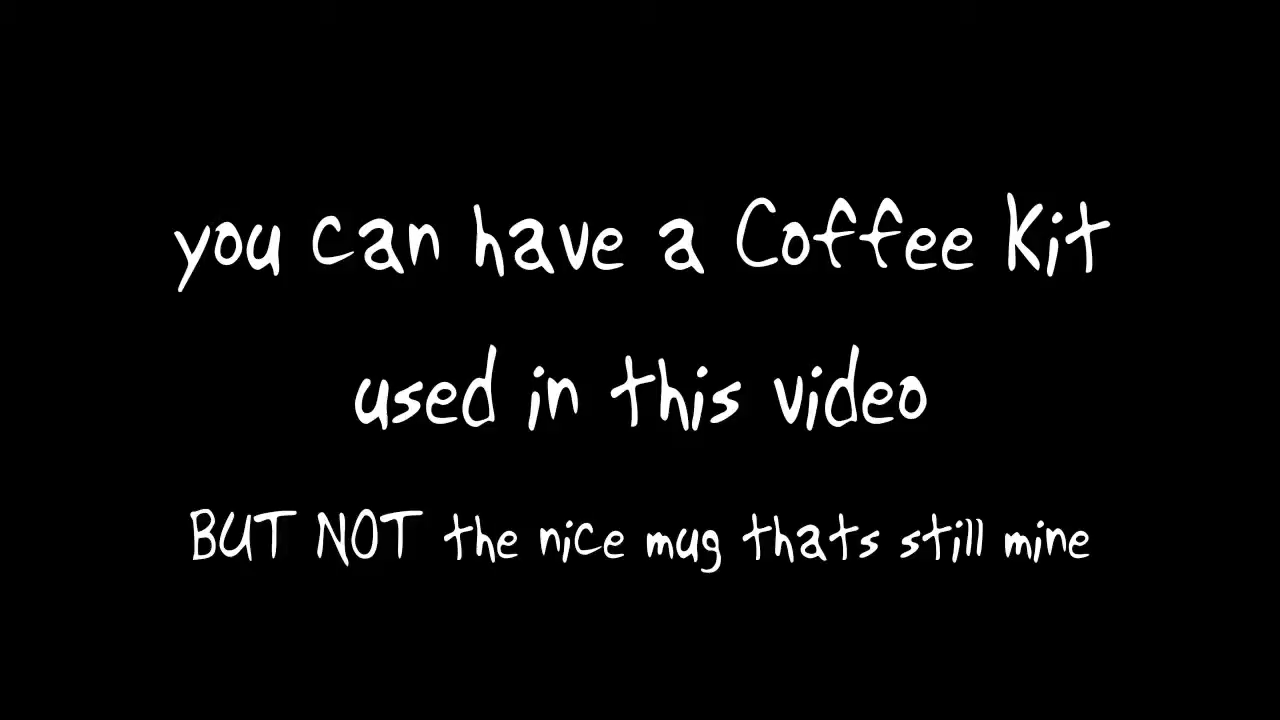 you can have a Coffee Kit
used in this video
BUT NOT the nice mug thats still mine